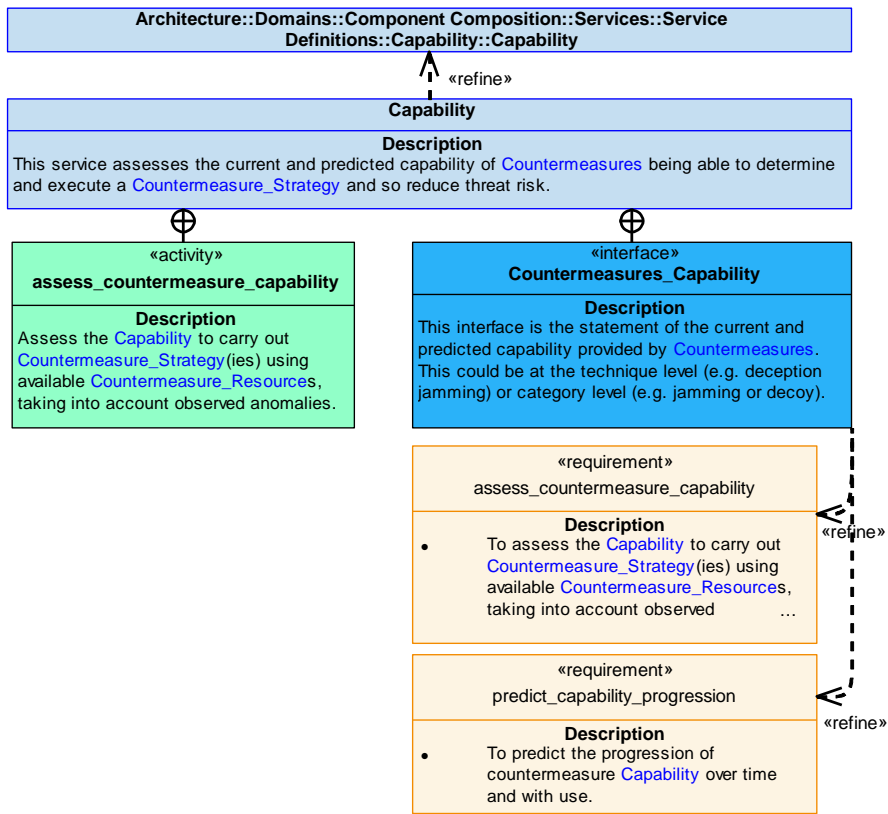 Architecture::Domains::Component Composition::Services::Service
Definitions::Capability::Capability
«refine»
Capability
Description
This service assesses the current and predicted capability of Countermeasures being able to determine
and execute a Countermeasure_Strategy and so reduce threat risk.
«activity»
assess_countermeasure_capability
Description
Assess the Capability to carry out
Countermeasure_Strategy(ies) using
available Countermeasure_Resources,
taking into account observed anomalies.
«interface»
Countermeasures_Capability
Description
This interface is the statement of the current and
predicted capability provided by Countermeasures.
This could be at the technique level (e.g. deception
jamming) or category level (e.g. jamming or decoy).
«requirement»
assess_countermeasure_capability
Description
• To assess the Capability to carry out
Countermeasure_Strategy(ies) using
available Countermeasure_Resources,
taking into account observed ...
«refine»
«requirement»
predict_capability_progression
Description
• To predict the progression of
countermeasure Capability over time
and with use.
«refine»